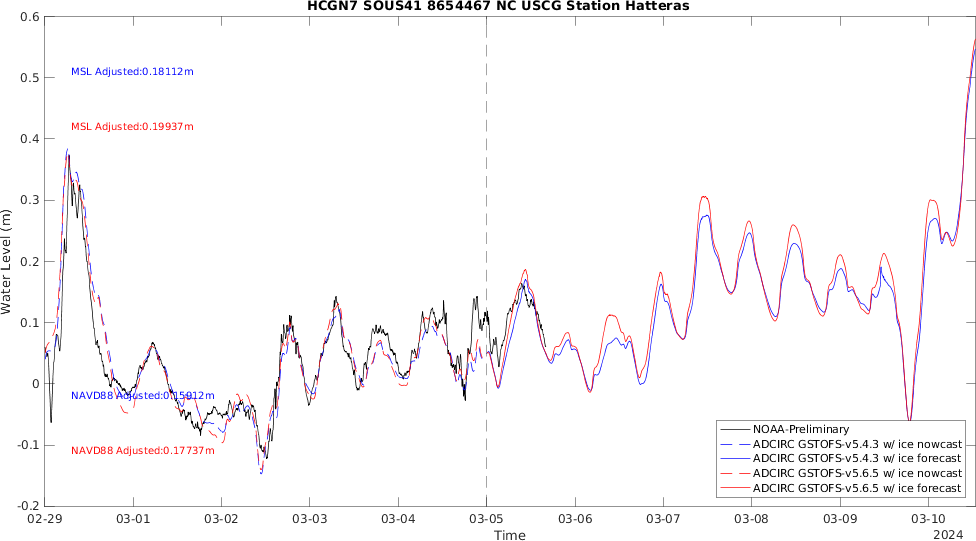 HCGN7 SOUS41 8654467 NC USCG Station Hatteras
0.6
0.5
0.4
0.3
0.2
0.1
0
-0.1
-0.2
Water Level (m)
MSL Adjusted:0.18112m
MSL Adjusted:0.19937m
NAVD88 Adjusted:0.15912m
NAVD88 Adjusted:0.17737m
NOAA-Preliminary
ADCIRC GSTOFS-v5.4.3 w/ ice nowcast
ADCIRC GSTOFS-v5.4.3 w/ ice forecast
ADCIRC GSTOFS-v5.6.5 w/ ice nowcast
ADCIRC GSTOFS-v5.6.5 w/ ice forecast
02-29 03-01 03-02 03-03 03-04 03-05 03-06 03-07 03-08 03-09 03-10
Time
2024